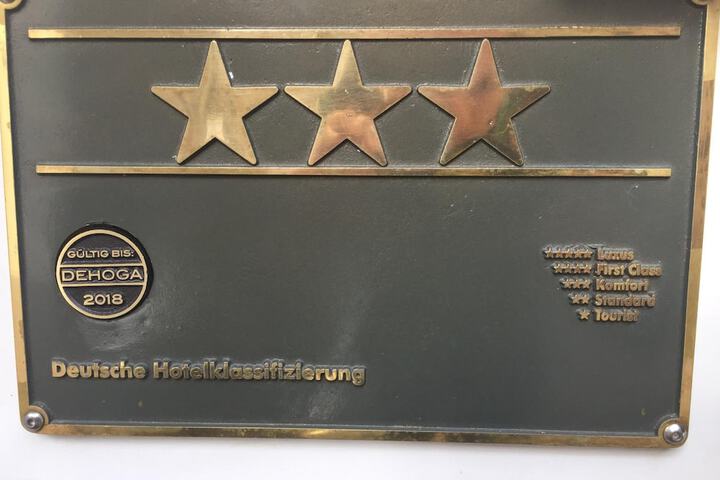 GÜLTIG BIS:
DEHOGA
2018
★★★★★ Luxus
★★★★ First Class
★★★ Komfort
★★ Standard
★ Tourist
Deutsche Hotelklassifizierung